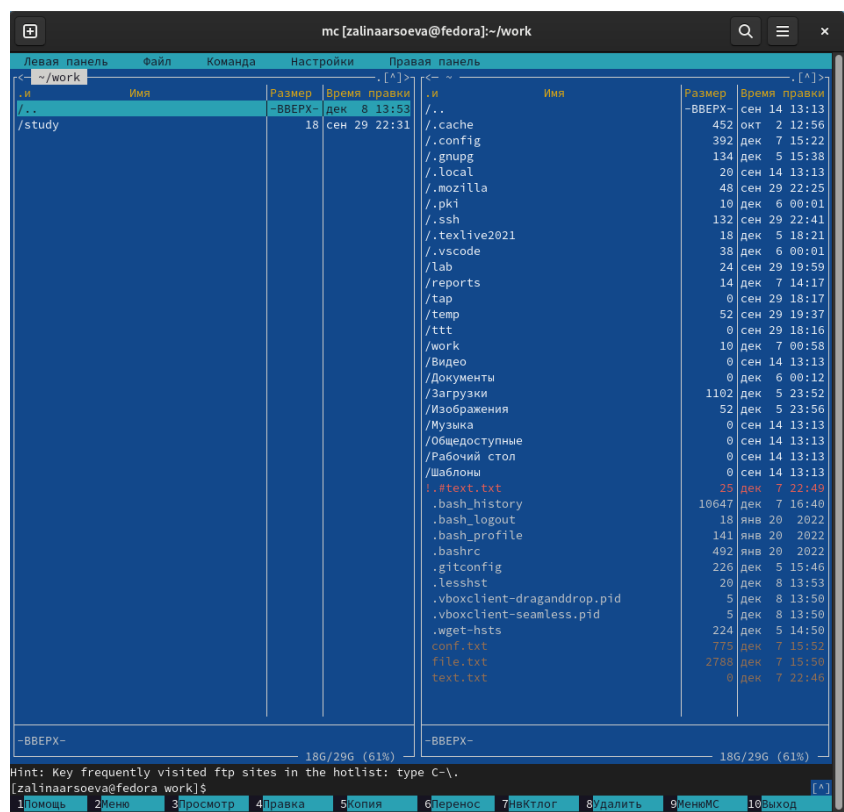 mc [zalinaarsoeva@fedora]:~/work
Левая панель Файл Команда Настройки Правая панель
<— ~/work .[^]> <— ~ .[^]>
.и Имя Размер Время правки .и Имя Размер Время правки
/.. -ВВЕРХ- дек 8 13:53 /.. -ВВЕРХ- сен 14 13:13
/study 18 сен 29 22:31 /.cache 452 окт 2 12:56
/.config 392 дек 7 15:22
/.gnupg 134 дек 5 15:38
/.local 20 сен 14 13:13
/.mozilla 48 сен 29 22:25
/.pki 10 дек 6 00:01
/.ssh 132 сен 29 22:41
/.texlive2021 18 дек 5 18:21
/.vscode 38 дек 6 00:01
/lab 24 сен 29 19:59
/reports 14 дек 7 14:17
/tap 0 сен 29 18:17
/temp 52 сен 29 19:37
/ttt 0 сен 29 18:16
/work 10 дек 7 00:58
/Видео 0 сен 14 13:13
/Документы 0 дек 6 00:12
/Загрузки 1102 дек 5 23:52
/Изображения 52 дек 5 23:56
/Музыка 0 сен 14 13:13
/Общедоступные 0 сен 14 13:13
/Рабочий стол 0 сен 14 13:13
/Шаблоны 0 сен 14 13:13
!.#text.txt 25 дек 7 22:49
.bash_history 10647 дек 7 16:40
.bash_logout 18 янв 20 2022
.bash_profile 141 янв 20 2022
.bashrc 492 янв 20 2022
.gitconfig 226 дек 5 15:46
.lesshst 20 дек 8 13:53
.vboxclient-draganddrop.pid 5 дек 8 13:50
.vboxclient-seamless.pid 5 дек 8 13:50
.wget-hsts 224 дек 5 14:50
conf.txt 775 дек 7 15:52
file.txt 2788 дек 7 15:50
text.txt 0 дек 7 22:46
-ВВЕРХ- -ВВЕРХ-
18G/29G (61%) 18G/29G (61%)
Hint: Key frequently visited ftp sites in the hotlist: type C-\.
[zalinaarsoeva@fedora work]$ [^]
1Помощь 2Меню 3Просмотр 4Правка 5Копия 6Перенос 7НвКтлог 8Удалить 9МенюMC 10Выход